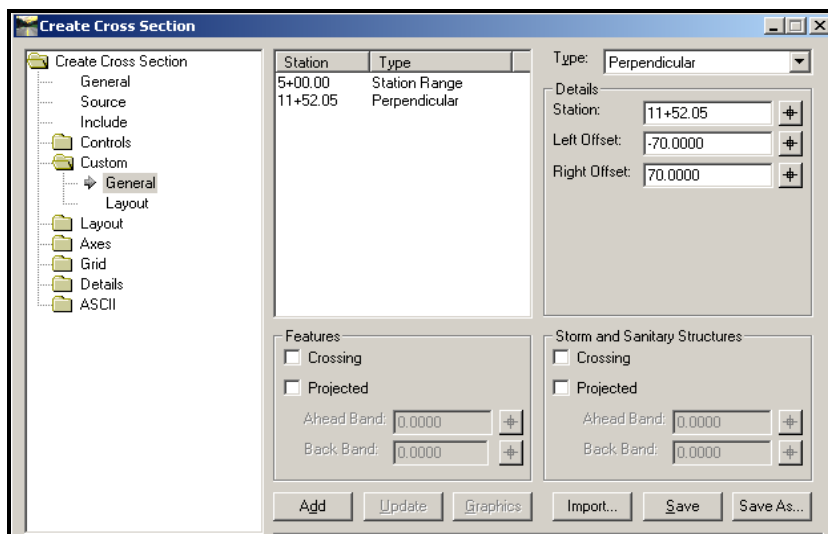 Create Cross Section
Create Cross Section
General
Source
Include
Controls
Custom
General
Layout
Layout
Axes
Grid
Details
ASCII
Station Type
5+00.00 Station Range
11+52.05 Perpendicular
Type: Perpendicular
Details
Station: 11+52.05
Left Offset: -70.0000
Right Offset: 70.0000
Features
Crossing
Projected
Ahead Band: 0.0000
Back Band: 0.0000
Storm and Sanitary Structures
Crossing
Projected
Ahead Band: 0.0000
Back Band: 0.0000
Add Update Graphics Import... Save Save As...